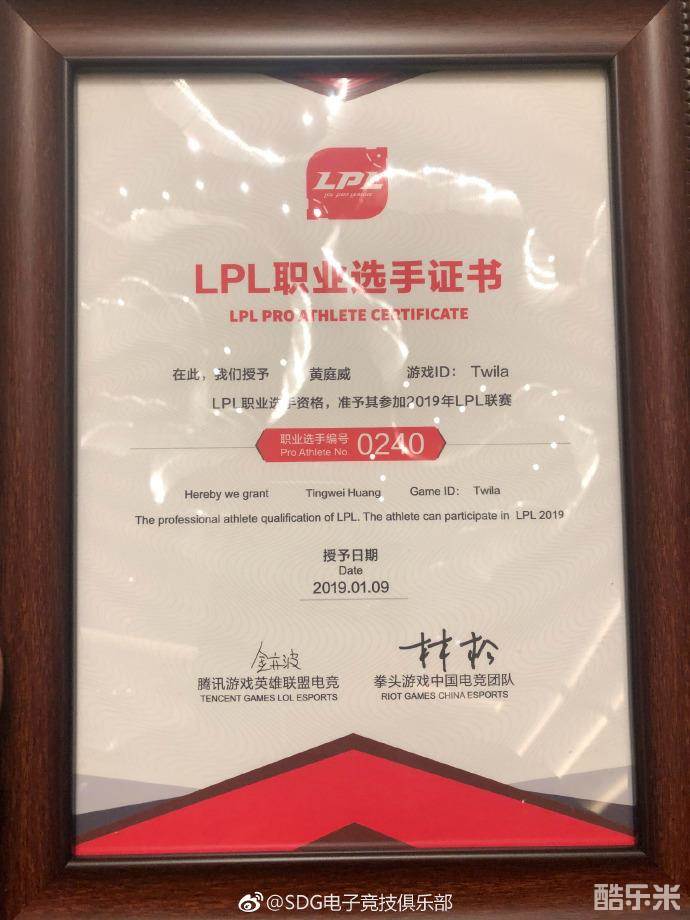 LPL
LPL职业选手证书
LPL PRO ATHLETE CERTIFICATE
在此，我们授予 黄庭威 游戏ID： Twila
LPL职业选手资格，准予其参加2019年LPL联赛
职业选手编号 0240
Pro Athlete No.
Hereby we grant Tingwei Huang Game ID: Twila
The professional athlete qualification of LPL. The athlete can participate in LPL 2019
授予日期
Date
2019.01.09
林松
腾讯游戏英雄联盟电竞 拳头游戏中国电竞团队
TENCENT GAMES LOL ESPORTS RIOT GAMES CHINA ESPORTS
@SDG电子竞技俱乐部
酷乐米